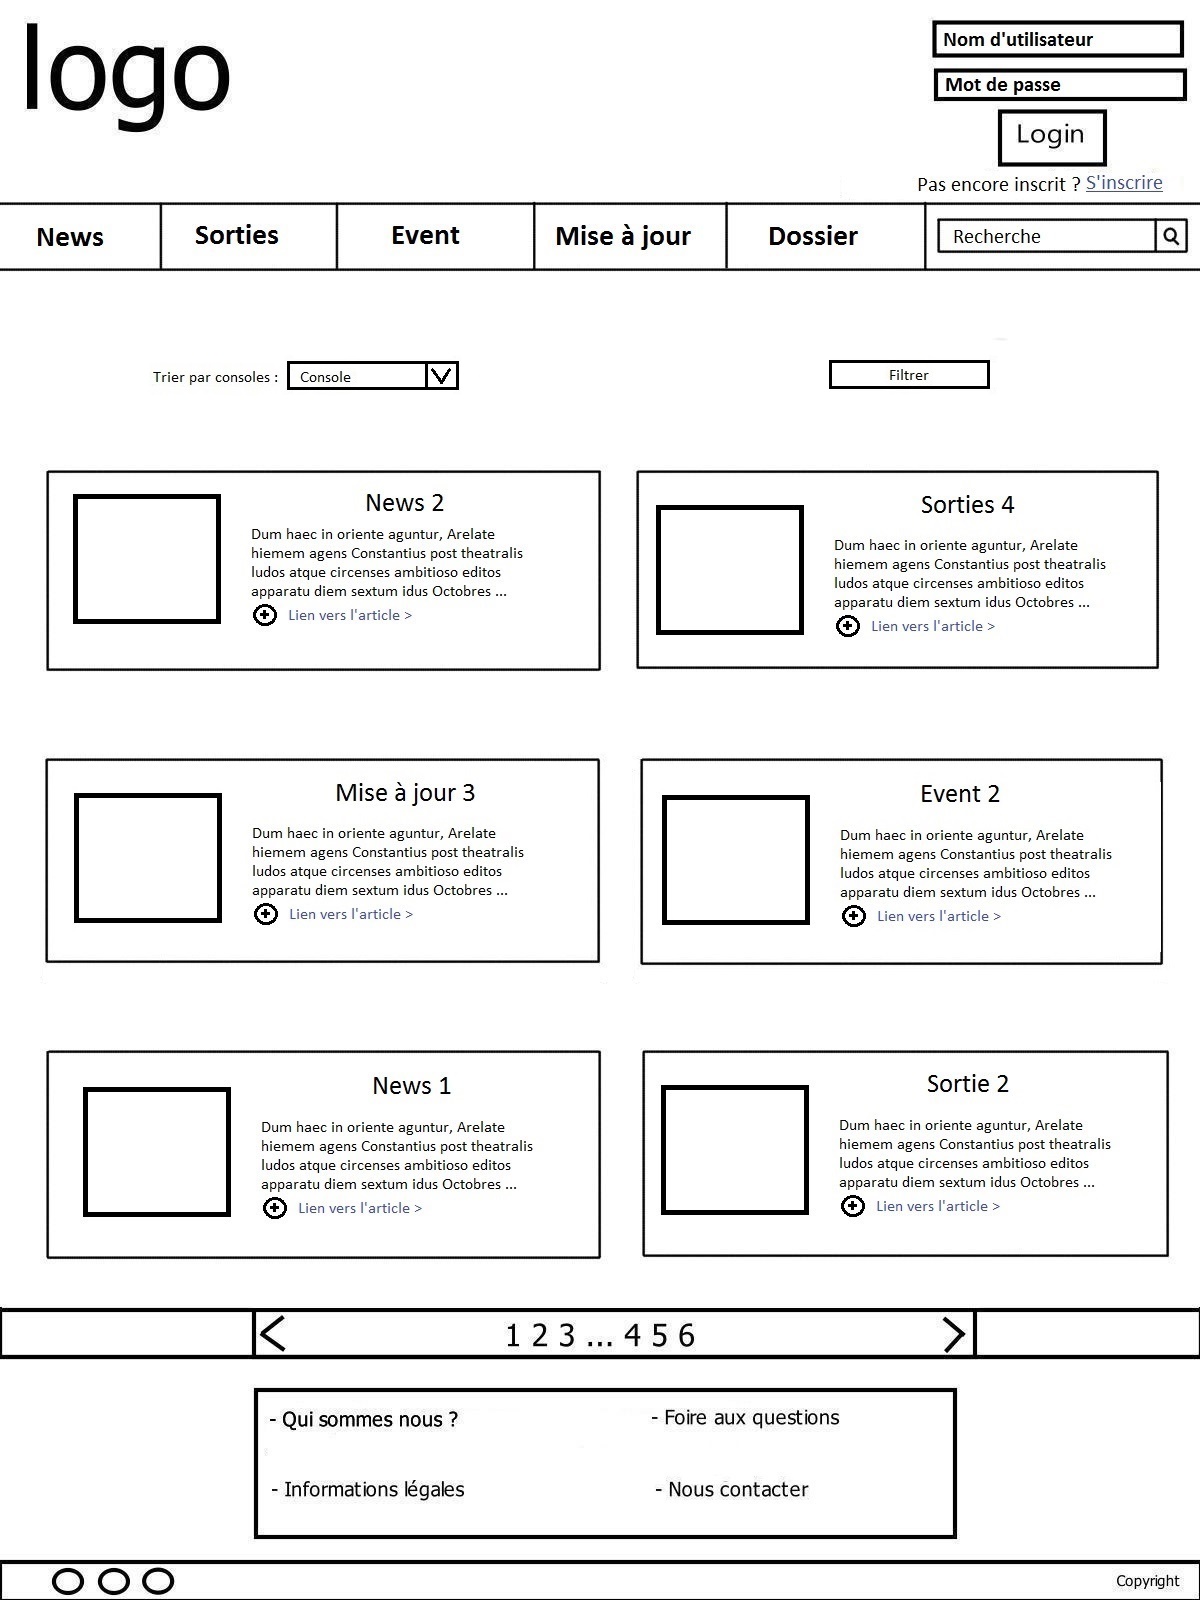 logo
Nom d'utilisateur
Mot de passe
Login
Pas encore inscrit ? S'inscrire
News
Sorties
Event
Mise à jour
Dossier
Recherche
Trier par consoles :
Console
Filtrer
News 2
Dum haec in oriente aguntur, Arelate
hiemem agens Constantius post theatralis
ludos atque circenses ambitioso editos
apparatu diem sextum idus Octobres ...
Lien vers l'article >
Sorties 4
Dum haec in oriente aguntur, Arelate
hiemem agens Constantius post theatralis
ludos atque circenses ambitioso editos
apparatu diem sextum idus Octobres ...
Lien vers l'article >
Mise à jour 3
Dum haec in oriente aguntur, Arelate
hiemem agens Constantius post theatralis
ludos atque circenses ambitioso editos
apparatu diem sextum idus Octobres ...
Lien vers l'article >
Event 2
Dum haec in oriente aguntur, Arelate
hiemem agens Constantius post theatralis
ludos atque circenses ambitioso editos
apparatu diem sextum idus Octobres ...
Lien vers l'article >
News 1
Dum haec in oriente aguntur, Arelate
hiemem agens Constantius post theatralis
ludos atque circenses ambitioso editos
apparatu diem sextum idus Octobres ...
Lien vers l'article >
Sortie 2
Dum haec in oriente aguntur, Arelate
hiemem agens Constantius post theatralis
ludos atque circenses ambitioso editos
apparatu diem sextum idus Octobres ...
Lien vers l'article >
1 2 3 ... 4 5 6
- Qui sommes nous ?
- Foire aux questions
- Informations légales
- Nous contacter
Copyright